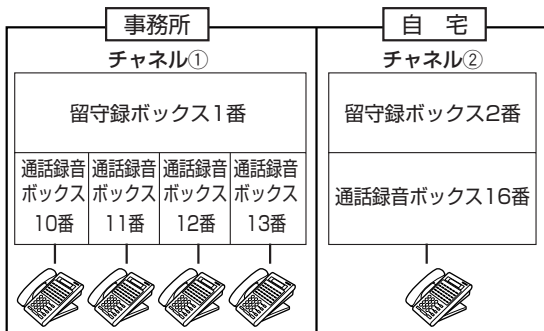 事務所
チャネル①
留守録ボックス1番
通話録音
ボックス
10番
通話録音
ボックス
11番
通話録音
ボックス
12番
通話録音
ボックス
13番
自 宅
チャネル②
留守録ボックス2番
通話録音ボックス16番